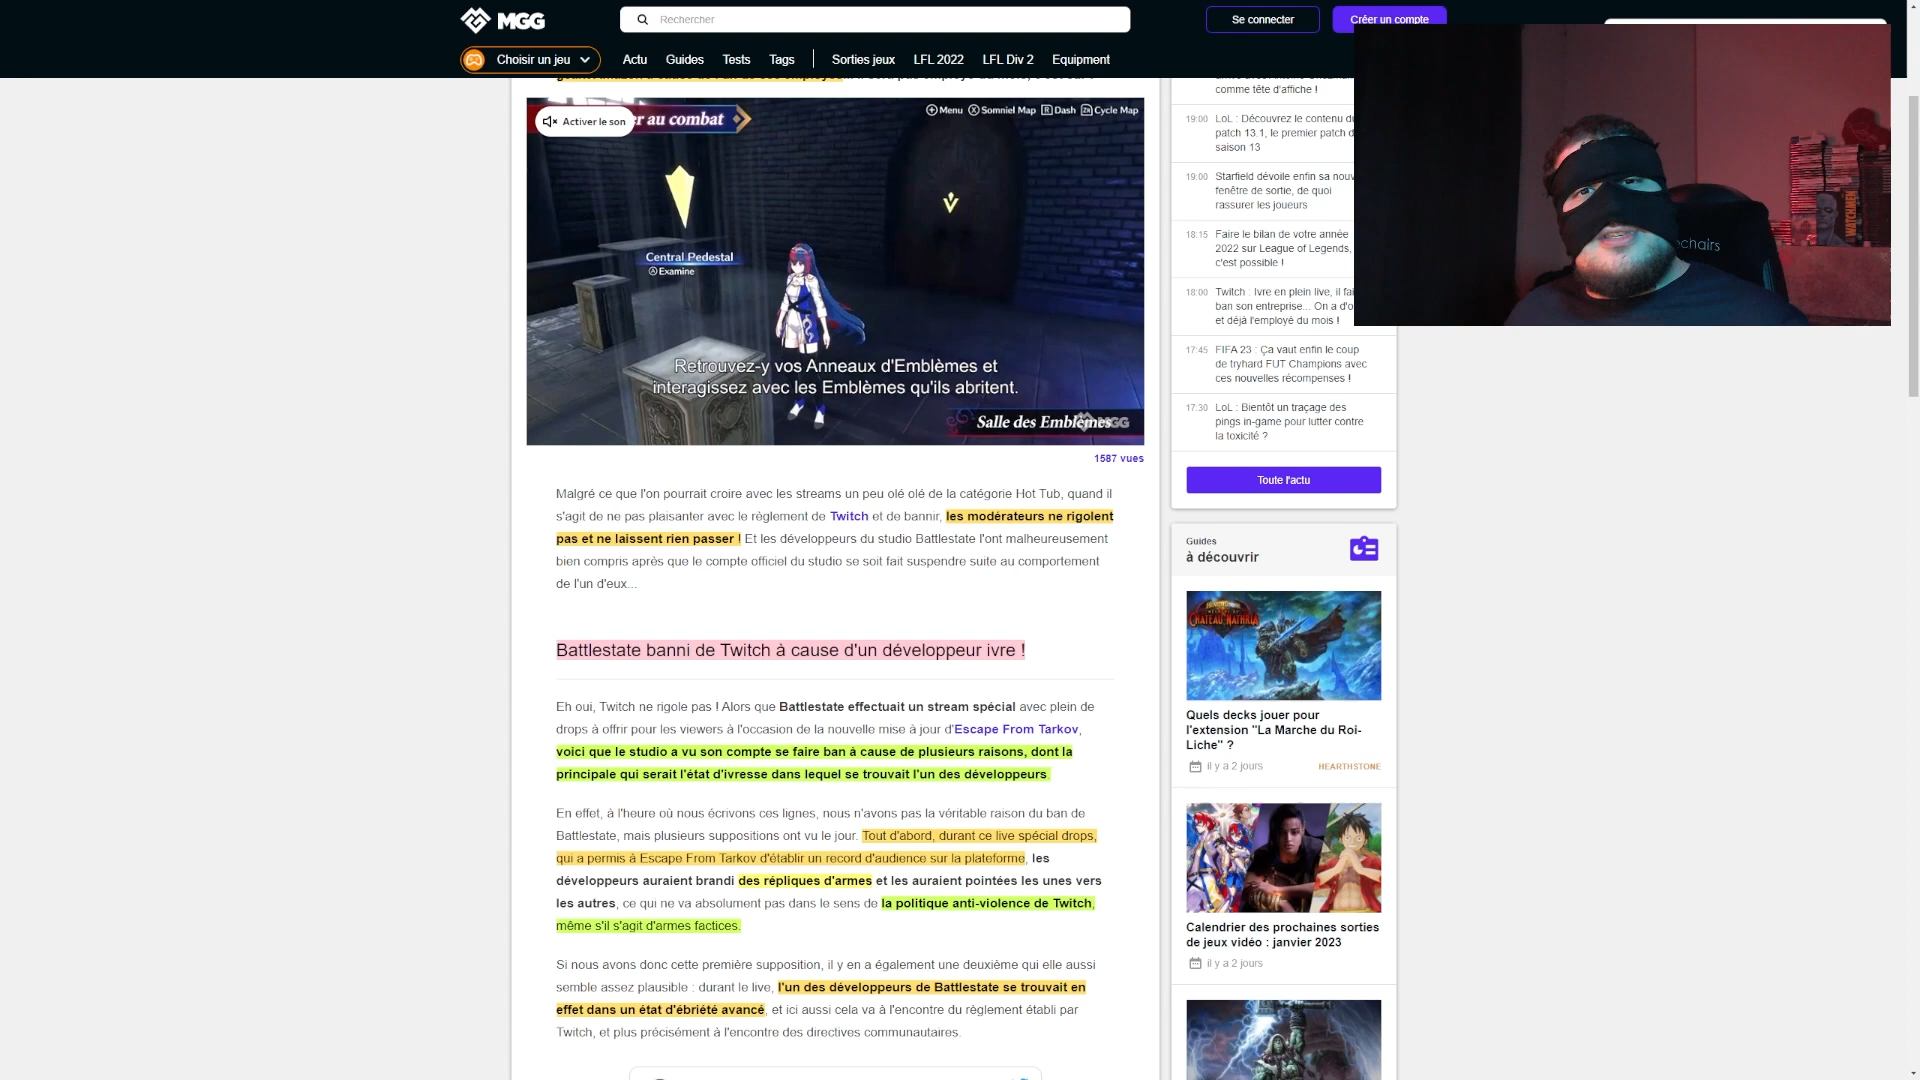 MGG
Rechercher
Se connecter
Créer un compte
Choisir un jeu
Actu
Guides
Tests
Tags
Sorties jeux
LFL 2022
LFL Div 2
Equipment
Activer le son
er au combat
Menu
Somniel Map
R Dash
Cycle Map
Central Pedestal
A Examine
Retrouvez-y vos Anneaux d'Emblèmes et
interagissez avec les Emblèmes qu'ils abritent.
Salle des Emblèmes
MGG
1587 vues
Malgré ce que l'on pourrait croire avec les streams un peu olé olé de la catégorie Hot Tub, quand il
s'agit de ne pas plaisanter avec le règlement de Twitch et de bannir, les modérateurs ne rigolent
pas et ne laissent rien passer ! Et les développeurs du studio Battlestate l'ont malheureusement
bien compris après que le compte officiel du studio se soit fait suspendre suite au comportement
de l'un d'eux...
Battlestate banni de Twitch à cause d'un développeur ivre !
Eh oui, Twitch ne rigole pas ! Alors que Battlestate effectuait un stream spécial avec plein de
drops à offrir pour les viewers à l'occasion de la nouvelle mise à jour d'Escape From Tarkov,
voici que le studio a vu son compte se faire ban à cause de plusieurs raisons, dont la
principale qui serait l'état d'ivresse dans lequel se trouvait l'un des développeurs.
En effet, à l'heure où nous écrivons ces lignes, nous n'avons pas la véritable raison du ban de
Battlestate, mais plusieurs suppositions ont vu le jour. Tout d'abord, durant ce live spécial drops,
qui a permis à Escape From Tarkov d'établir un record d'audience sur la plateforme, les
développeurs auraient brandi des répliques d'armes et les auraient pointées les unes vers
les autres, ce qui ne va absolument pas dans le sens de la politique anti-violence de Twitch,
même s'il s'agit d'armes factices.
Si nous avons donc cette première supposition, il y en a également une deuxième qui elle aussi
semble assez plausible : durant le live, l'un des développeurs de Battlestate se trouvait en
effet dans un état d'ébriété avancé, et ici aussi cela va à l'encontre du règlement établi par
Twitch, et plus précisément à l'encontre des directives communautaires.
comme tête d'affiche !
19:00 LoL : Découvrez le contenu du
patch 13.1, le premier patch d
saison 13
19:00 Starfield dévoile enfin sa nouv
fenêtre de sortie, de quoi
rassurer les joueurs
18:15 Faire le bilan de votre année
2022 sur League of Legends,
c'est possible !
18:00 Twitch : Ivre en plein live, il fai
ban son entreprise... On a d'o
et déjà l'employé du mois !
17:45 FIFA 23 : Ça vaut enfin le coup
de tryhard FUT Champions avec
ces nouvelles récompenses !
17:30 LoL : Bientôt un traçage des
pings in-game pour lutter contre
la toxicité ?
Toute l'actu
Guides
à découvrir
CHÂTEAU NATHRIA
Quels decks jouer pour
l'extension "La Marche du Roi-
Liche" ?
il y a 2 jours
HEARTHSTONE
Calendrier des prochaines sorties
de jeux vidéo : janvier 2023
il y a 2 jours
chairs
WATCHMEN